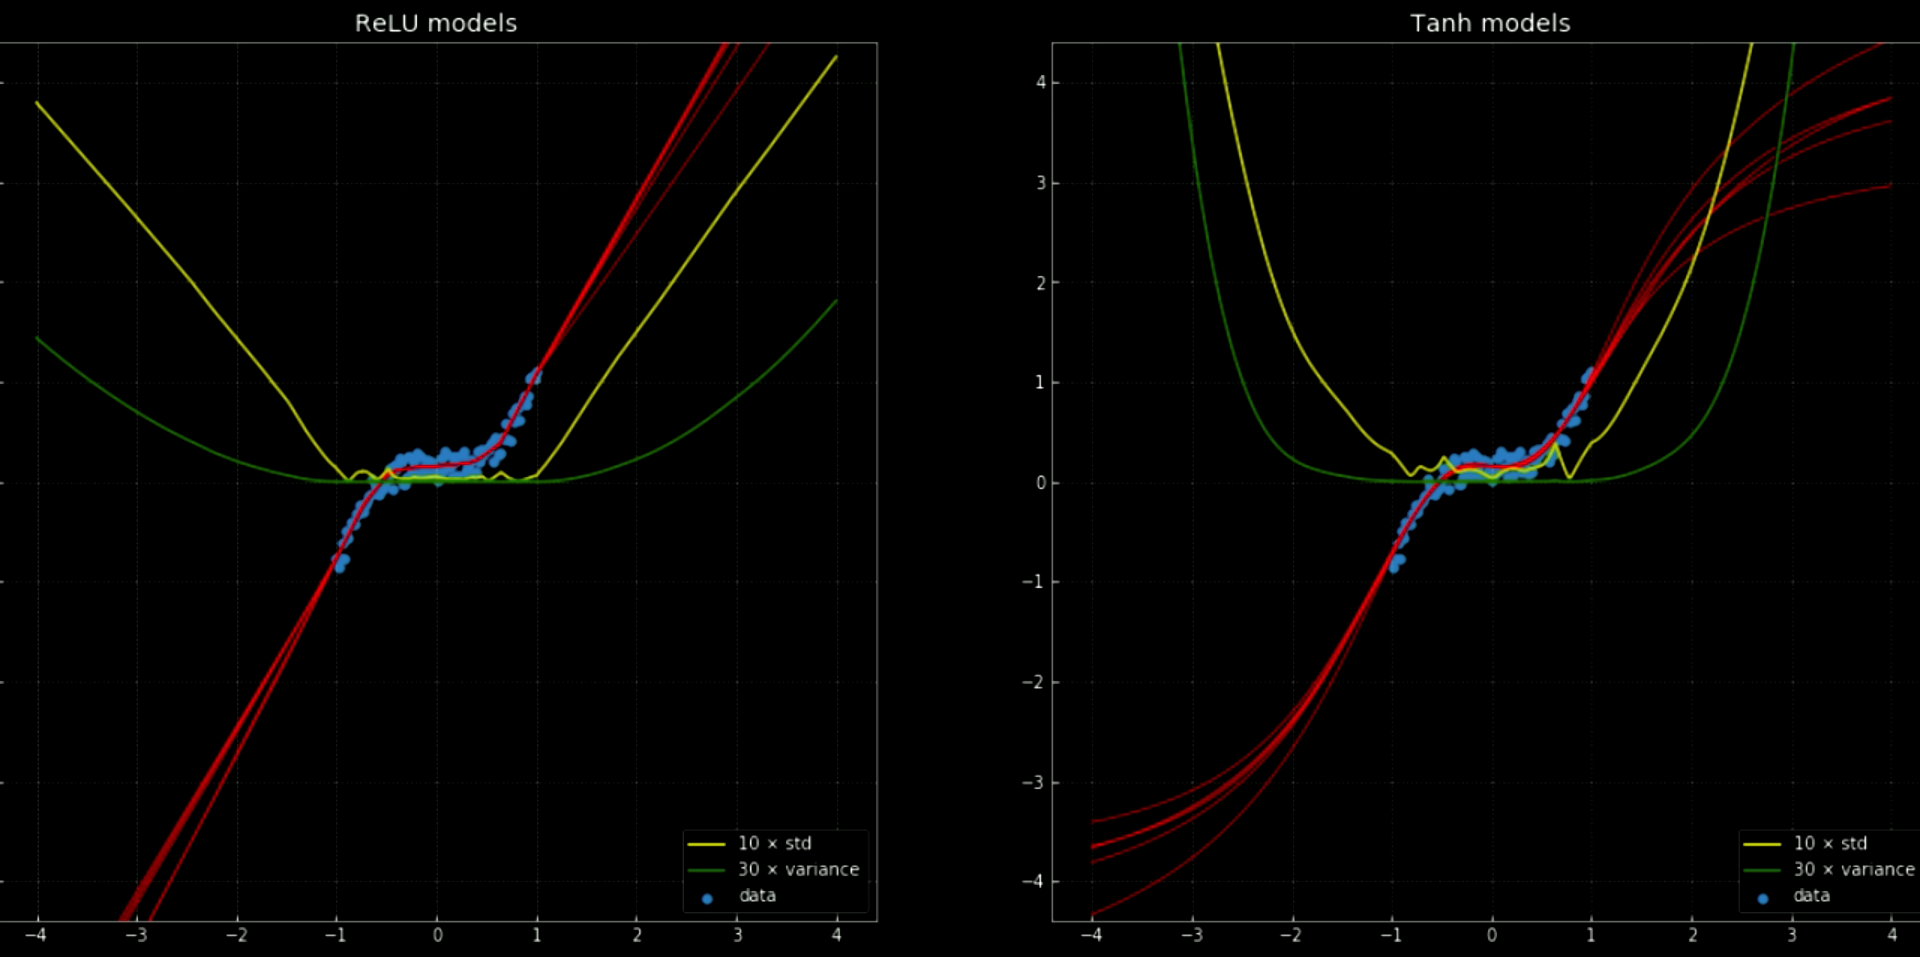 ReLU models
10 × std
30 × variance
data
−4 −3 −2 −1 0 1 2 3 4
Tanh models
4
3
2
1
0
−1
−2
−3
−4
10 × std
30 × variance
data
−4 −3 −2 −1 0 1 2 3 4